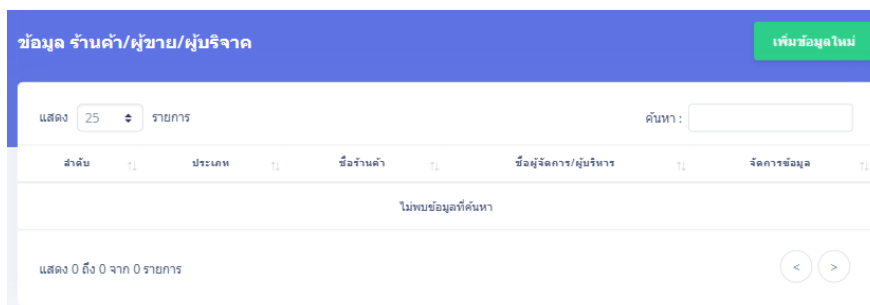 ข้อมูล ร้านค้า/ผู้ขาย/ผู้บริจาค
เพิ่มข้อมูลใหม่
แสดง 25 รายการ
ค้นหา :
ลำดับ ประเภท ชื่อร้านค้า ชื่อผู้จัดการ/ผู้บริหาร จัดการข้อมูล
ไม่พบข้อมูลที่ค้นหา
แสดง 0 ถึง 0 จาก 0 รายการ
< >